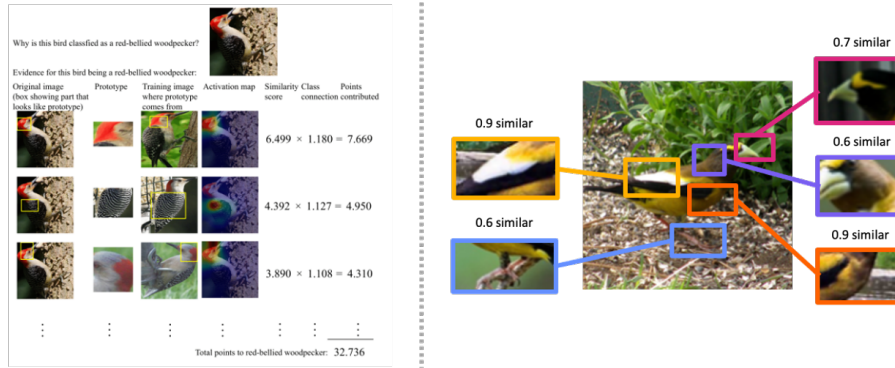 Why is this bird classfied as a red-bellied woodpecker?
Evidence for this bird being a red-bellied woodpecker:
Original image (box showing part that looks like prototype)
Prototype
Training image where prototype comes from
Activation map
Similarity score
Class connection
Points contributed
6.499 × 1.180 = 7.669
4.392 × 1.127 = 4.950
3.890 × 1.108 = 4.310
Total points to red-bellied woodpecker: 32.736
0.9 similar
0.6 similar
0.7 similar
0.6 similar
0.9 similar